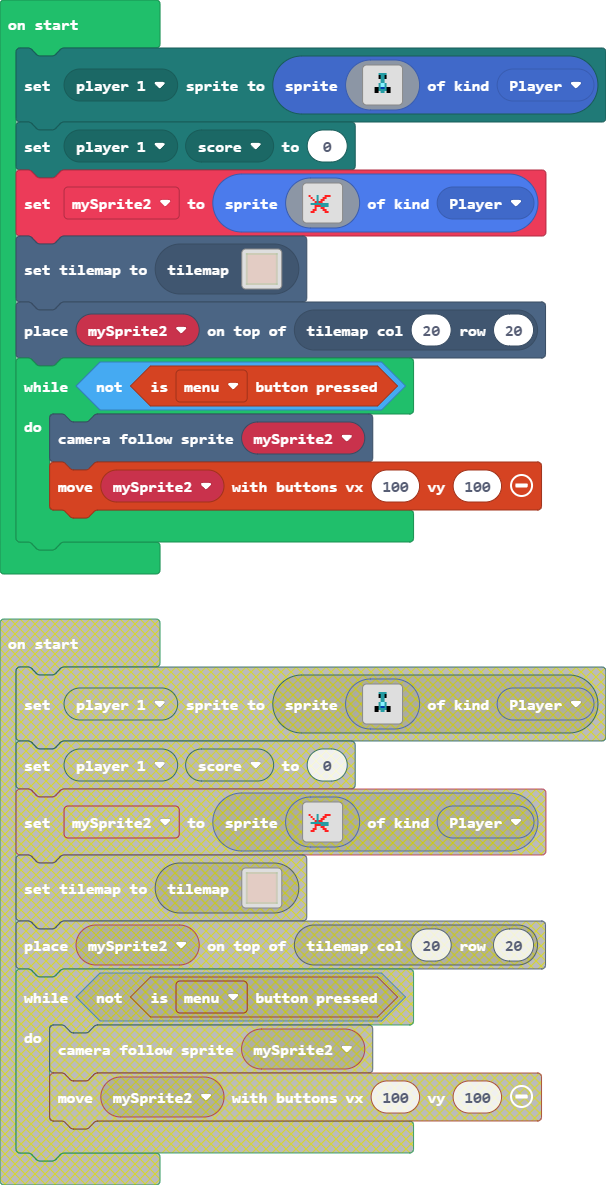 on start
set player 1 sprite to sprite of kind Player
set player 1 score to 0
set mySprite2 to sprite of kind Player
set tilemap to tilemap
place mySprite2 on top of tilemap col 20 row 20
while not is menu button pressed
do
camera follow sprite mySprite2
move mySprite2 with buttons vx 100 vy 100
on start
set player 1 sprite to sprite of kind Player
set player 1 score to 0
set mySprite2 to sprite of kind Player
set tilemap to tilemap
place mySprite2 on top of tilemap col 20 row 20
while not is menu button pressed
do
camera follow sprite mySprite2
move mySprite2 with buttons vx 100 vy 100